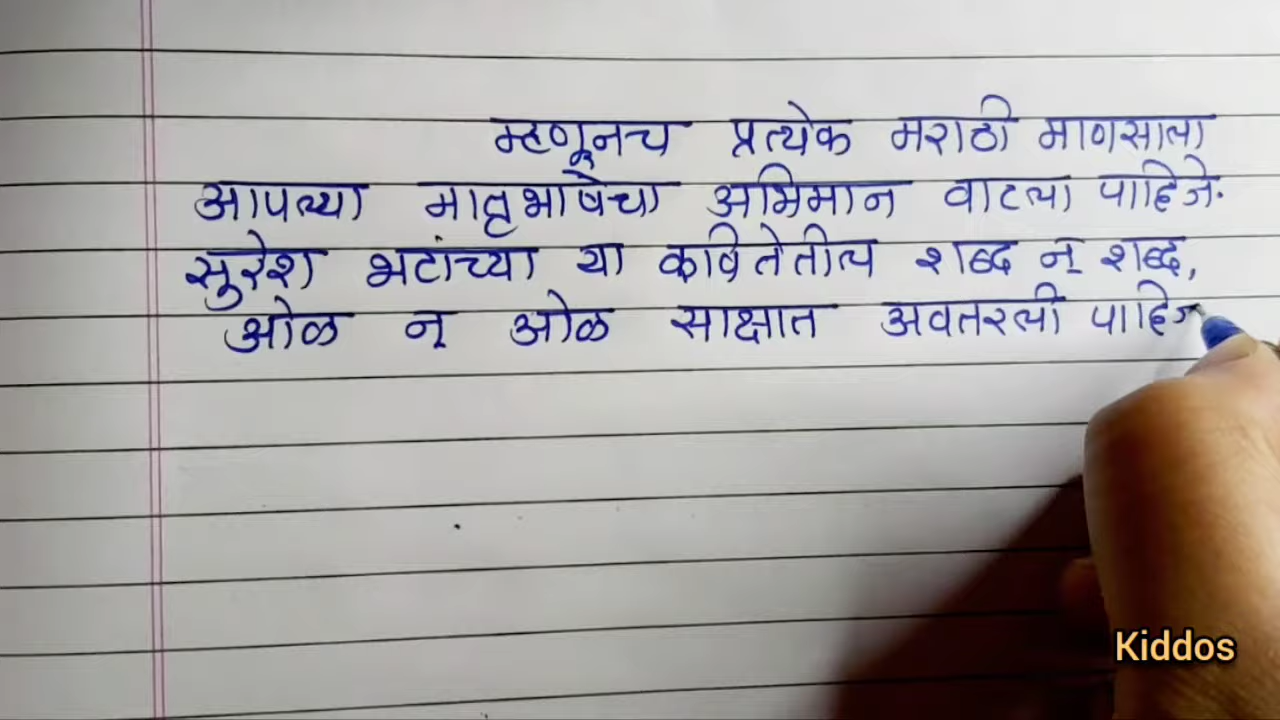 म्हणूनच प्रत्येक मराठी माणसाला
आपल्या मातृभाषेचा अभिमान वाटला पाहिजे.
सुरेश भटांच्या या कवितेतील शब्द न् शब्द,
ओळ न् ओळ साक्षात अवतरली पाहिज
Kiddos